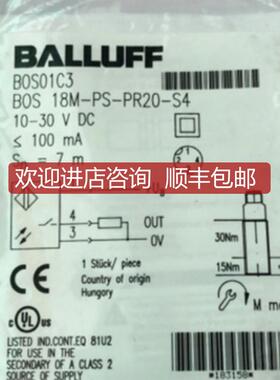 BALLUFF
BOS01C3
BOS 18M-PS-PR20-S4
10-30 V DC
≤ 100 mA
= 7 m
欢迎进店咨询 顺丰包邮
4
OUT
3
0V
30Nm
15Nm
CE
1 Stück/ piece
Country of origin
Hungary
LISTED IND.CONT.EQ 81U2
FOR USE IN THE
SECONDARY OF A CLASS 2
SOURCE OF SUPPLY
*183158*